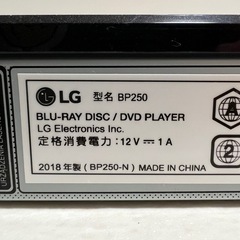 LG 型名 BP250
BLU-RAY DISC / DVD PLAYER
LG Electronics Inc.
定格消費電力：12 V ⎓ 1 A
2018 年製（BP250-N）MADE IN CHINA
A
2